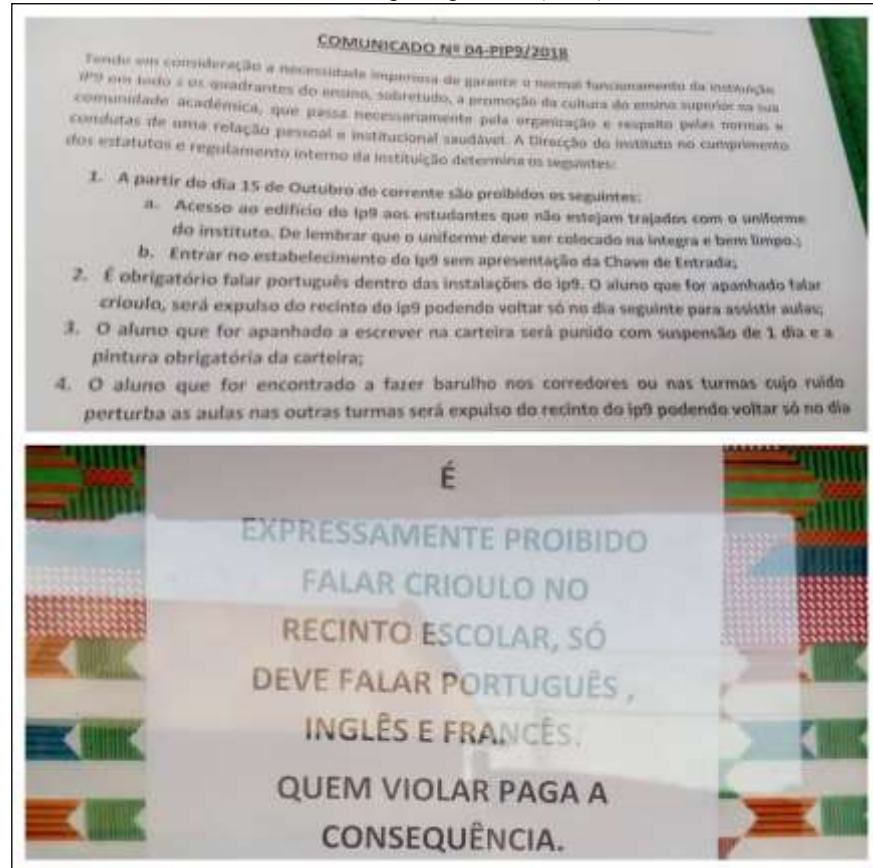 COMUNICADO Nº 04-PIP9/2018
Tendo em consideração a necessidade imperiosa de garante o normal funcionamento da instituição
IP9 em todo s os quadrantes do ensino, sobretudo, a promoção da cultura do ensino superior na sua
comunidade académica, que passa necessariamente pela organização e respeito pelas normas e
condutas de uma relação pessoal e institucional saudável. A Direcção do instituto no cumprimento
dos estatutos e regulamento interno da instituição determina os seguintes:
1. A partir do dia 15 de Outubro do corrente são proibidos os seguintes:
a. Acesso ao edifício do Ip9 aos estudantes que não estejam trajados com o uniforme
do instituto. De lembrar que o uniforme deve ser colocado na integra e bem limpo.;
b. Entrar no estabelecimento do Ip9 sem apresentação da Chave de Entrada;
2. É obrigatório falar português dentro das instalações do ip9. O aluno que for apanhado falar
crioulo, será expulso do recinto do ip9 podendo voltar só no dia seguinte para assistir aulas;
3. O aluno que for apanhado a escrever na carteira será punido com suspensão de 1 dia e a
pintura obrigatória da carteira;
4. O aluno que for encontrado a fazer barulho nos corredores ou nas turmas cujo ruído
perturba as aulas nas outras turmas será expulso do recinto do ip9 podendo voltar só no dia
É
EXPRESSAMENTE PROIBIDO
FALAR CRIOULO NO
RECINTO ESCOLAR, SÓ
DEVE FALAR PORTUGUÊS ,
INGLÊS E FRANCÊS.
QUEM VIOLAR PAGA A
CONSEQUÊNCIA.